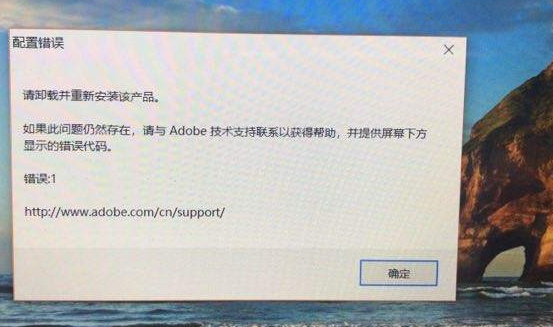 配置错误
请卸载并重新安装该产品。
如果此问题仍然存在，请与 Adobe 技术支持联系以获得帮助，并提供屏幕下方
显示的错误代码。
错误:1
http://www.adobe.com/cn/support/
确定